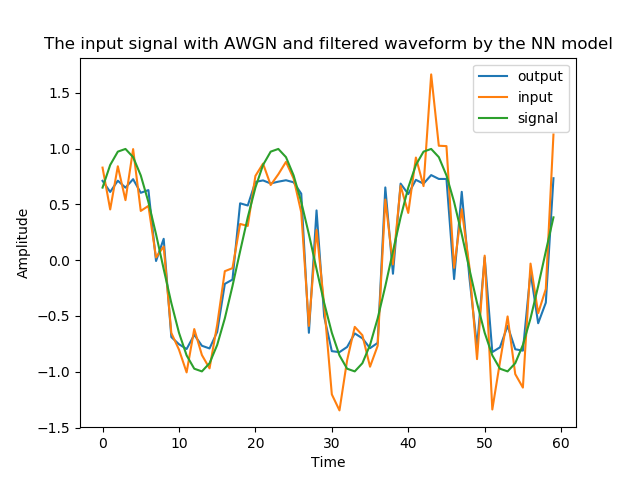 The input signal with AWGN and filtered waveform by the NN model
output
input
signal
Amplitude
1.5
1.0
0.5
0.0
−0.5
−1.0
−1.5
0 10 20 30 40 50 60
Time